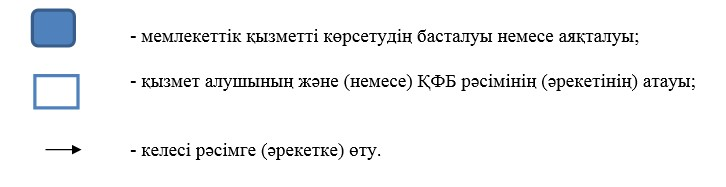 - мемлекеттік қызметті көрсетудің басталуы немесе аяқталуы;
- қызмет алушының және (немесе) ҚФБ рәсімінің (әрекетінің) атауы;
- келесі рәсімге (әрекетке) өту.